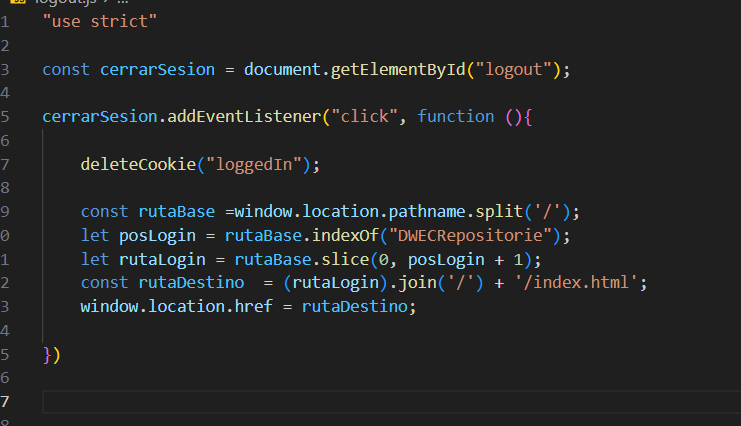 logout.js > ...
1 "use strict"
2
3 const cerrarSesion = document.getElementById("logout");
4
5 cerrarSesion.addEventListener("click", function (){
6
7 deleteCookie("loggedIn");
8
9 const rutaBase =window.location.pathname.split('/');
0 let posLogin = rutaBase.indexOf("DWECRepositorie");
1 let rutaLogin = rutaBase.slice(0, posLogin + 1);
2 const rutaDestino  = (rutaLogin).join('/') + '/index.html';
3 window.location.href = rutaDestino;
4
5 })
6
7
8